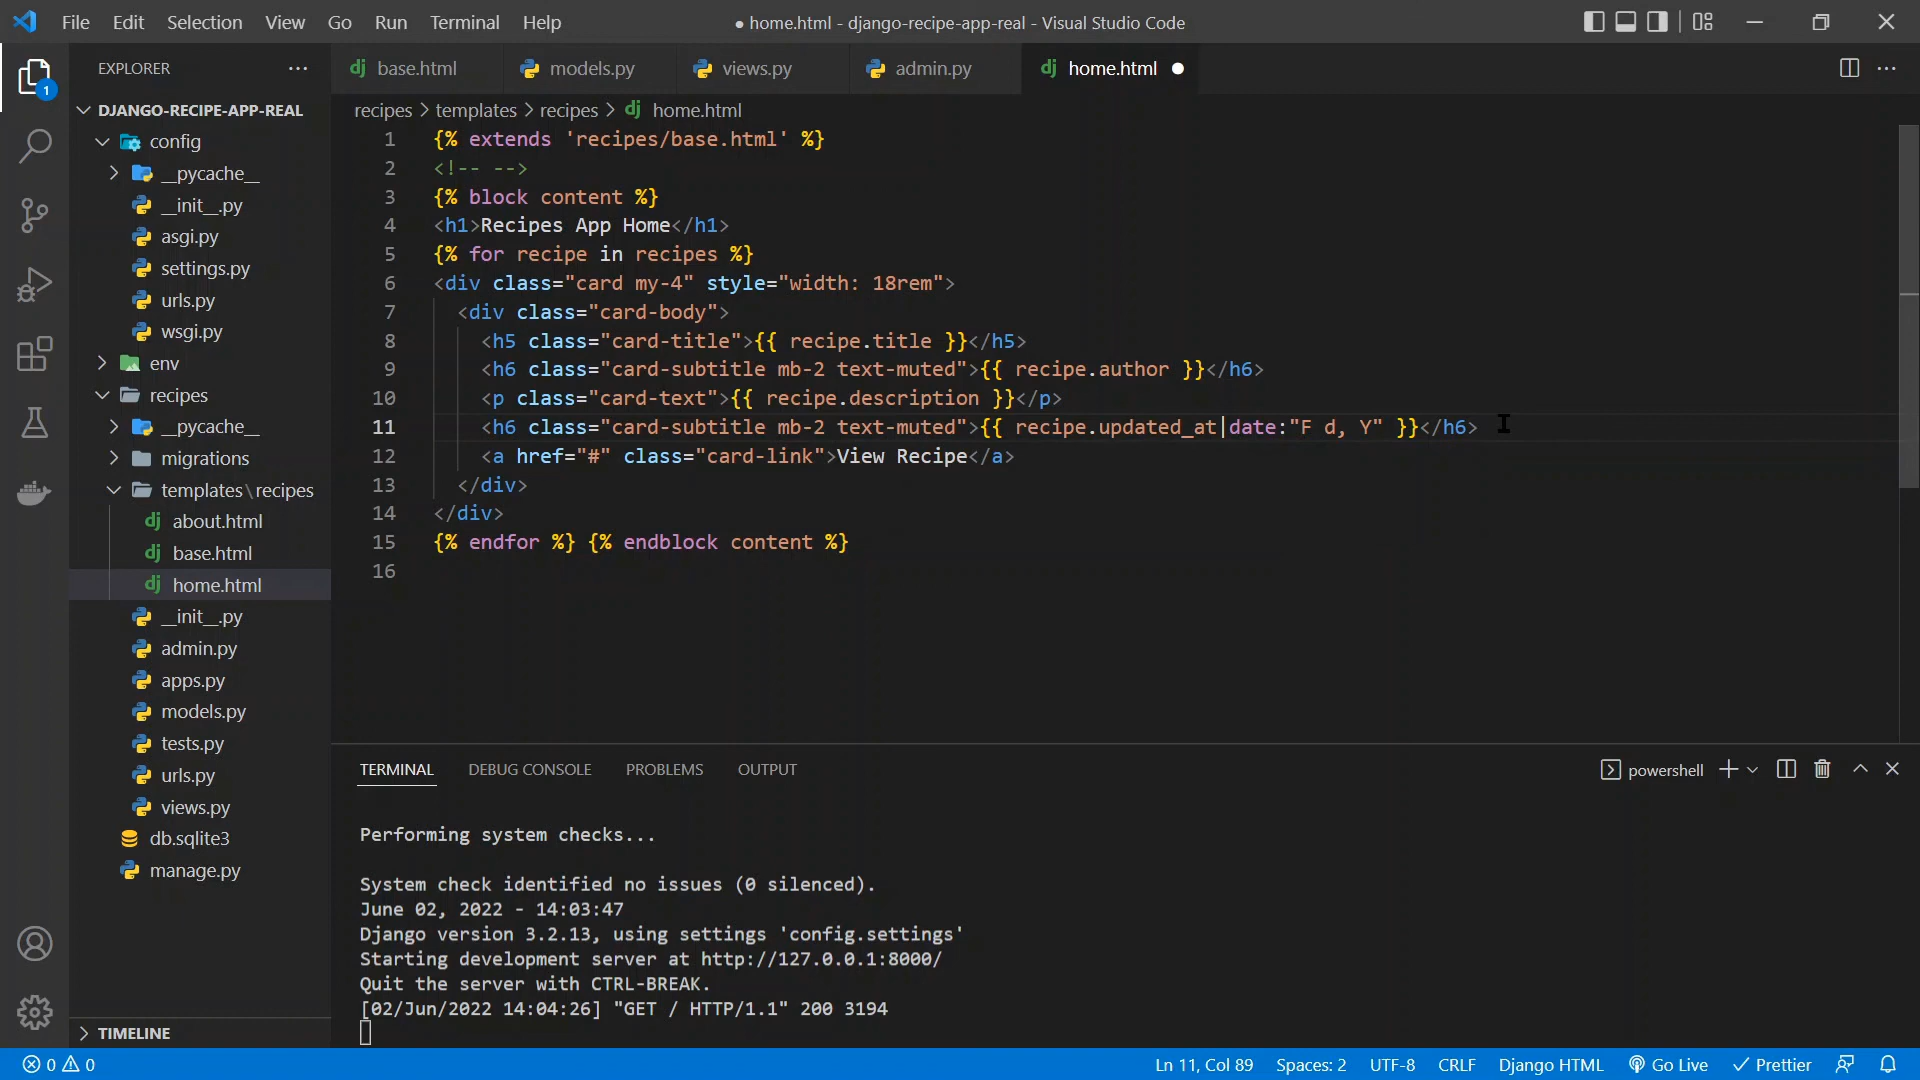 File Edit Selection View Go Run Terminal Help
● home.html - django-recipe-app-real - Visual Studio Code
EXPLORER
1
DJANGO-RECIPE-APP-REAL
config
__pycache__
__init__.py
asgi.py
settings.py
urls.py
wsgi.py
env
recipes
__pycache__
migrations
templates\recipes
about.html
base.html
home.html
__init__.py
admin.py
apps.py
models.py
tests.py
urls.py
views.py
db.sqlite3
manage.py
TIMELINE
base.html models.py views.py admin.py home.html ●
recipes > templates > recipes > home.html
1 {% extends 'recipes/base.html' %}
2 <!-- -->
3 {% block content %}
4 <h1>Recipes App Home</h1>
5 {% for recipe in recipes %}
6 <div class="card my-4" style="width: 18rem">
7 <div class="card-body">
8 <h5 class="card-title">{{ recipe.title }}</h5>
9 <h6 class="card-subtitle mb-2 text-muted">{{ recipe.author }}</h6>
10 <p class="card-text">{{ recipe.description }}</p>
11 <h6 class="card-subtitle mb-2 text-muted">{{ recipe.updated_at|date:"F d, Y" }}</h6>
12 <a href="#" class="card-link">View Recipe</a>
13 </div>
14 </div>
15 {% endfor %} {% endblock content %}
16
TERMINAL DEBUG CONSOLE PROBLEMS OUTPUT
powershell
Performing system checks...
System check identified no issues (0 silenced).
June 02, 2022 - 14:03:47
Django version 3.2.13, using settings 'config.settings'
Starting development server at http://127.0.0.1:8000/
Quit the server with CTRL-BREAK.
[02/Jun/2022 14:04:26] "GET / HTTP/1.1" 200 3194
0 0
Ln 11, Col 89 Spaces: 2 UTF-8 CRLF Django HTML Go Live Prettier